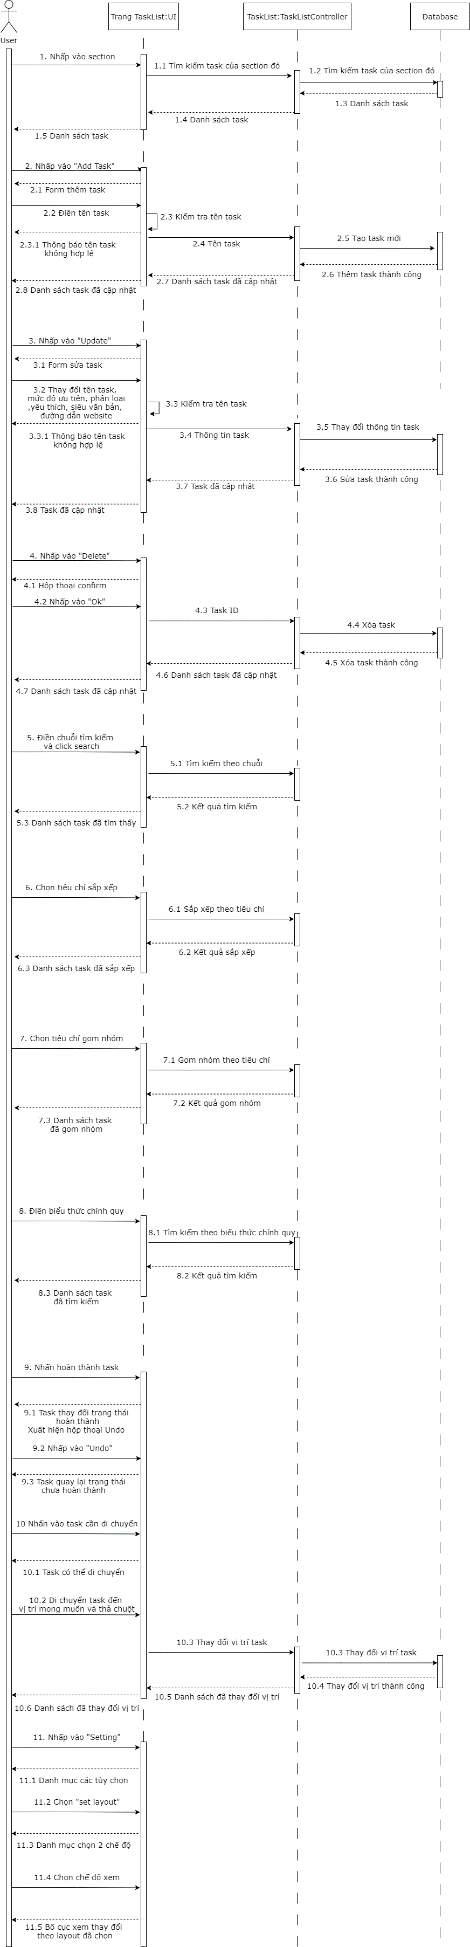 Trang TaskList:UI
TaskList:TaskListController
Database
User
1. Nhấp vào section
1.1 Tìm kiếm task của section đó
1.2 Tìm kiếm task của section đó
1.3 Danh sách task
1.4 Danh sách task
1.5 Danh sách task
2. Nhấp vào "Add Task"
2.1 Form thêm task
2.2 Điền tên task
2.3 Kiểm tra tên task
2.3.1 Thông báo tên task
không hợp lê
2.4 Tên task
2.5 Tạo task mới
2.6 Thêm task thành công
2.7 Danh sách task đã cập nhật
2.8 Danh sách task đã cập nhật
3. Nhấp vào "Update"
3.1 Form sửa task
3.2 Thay đổi tên task,
mức độ ưu tiên, phân loại
,yêu thích, siêu văn bản,
đường dẫn website
3.3 Kiểm tra tên task
3.3.1 Thông báo tên task
không hợp lệ
3.4 Thông tin task
3.5 Thay đổi thông tin task
3.6 Sửa task thành công
3.7 Task đã cập nhật
3.8 Task đã cập nhật
4. Nhấp vào "Delete"
4.1 Hộp thoại confirm
4.2 Nhấp vào "Ok"
4.3 Task ID
4.4 Xóa task
4.5 Xóa task thành công
4.6 Danh sách task đã cập nhật
4.7 Danh sách task đã cập nhật
5. Điền chuỗi tìm kiếm
và click search
5.1 Tìm kiếm theo chuỗi
5.2 Kết quả tìm kiếm
5.3 Danh sách task đã tìm thấy
6. Chọn tiêu chí sắp xếp
6.1 Sắp xếp theo tiêu chí
6.2 Kết quả sắp xếp
6.3 Danh sách task đã sắp xếp
7. Chọn tiêu chí gom nhóm
7.1 Gom nhóm theo tiêu chí
7.2 Kết quả gom nhóm
7.3 Danh sách task
đã gom nhóm
8. Điền biểu thức chính quy
8.1 Tìm kiếm theo biểu thức chính quy
8.2 Kết quả tìm kiếm
8.3 Danh sách task
đã tìm kiếm
9. Nhấn hoàn thành task
9.1 Task thay đổi trạng thái
hoàn thành
Xuất hiện hộp thoại Undo
9.2 Nhấp vào "Undo"
9.3 Task quay lại trạng thái
chưa hoàn thành
10 Nhấn vào task cần di chuyển
10.1 Task có thể di chuyển
10.2 Di chuyển task đến
vị trí mong muốn và thả chuột
10.3 Thay đổi vị trí task
10.3 Thay đổi vị trí task
10.4 Thay đổi vị trí thành công
10.5 Danh sách đã thay đổi vị trí
10.6 Danh sách đã thay đổi vị trí
11. Nhấp vào "Setting"
11.1 Danh mục các tùy chọn
11.2 Chọn "set layout"
11.3 Danh mục chọn 2 chế độ
11.4 Chọn chế độ xem
11.5 Bố cục xem thay đổi
theo layout đã chọn